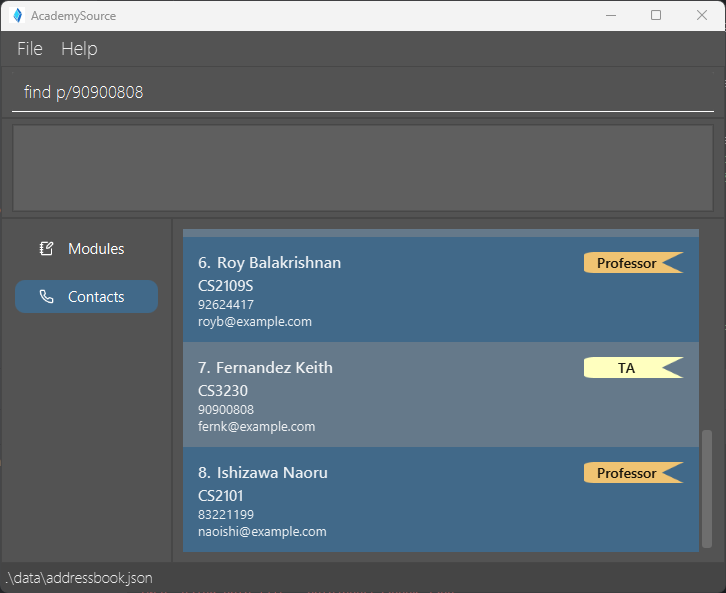 AcademySource
File Help
find p/90900808
Modules
Contacts
6. Roy Balakrishnan
Professor
CS2109S
92624417
royb@example.com
7. Fernandez Keith
TA
CS3230
90900808
fernk@example.com
8. Ishizawa Naoru
Professor
CS2101
83221199
naoishi@example.com
.\data\addressbook.json